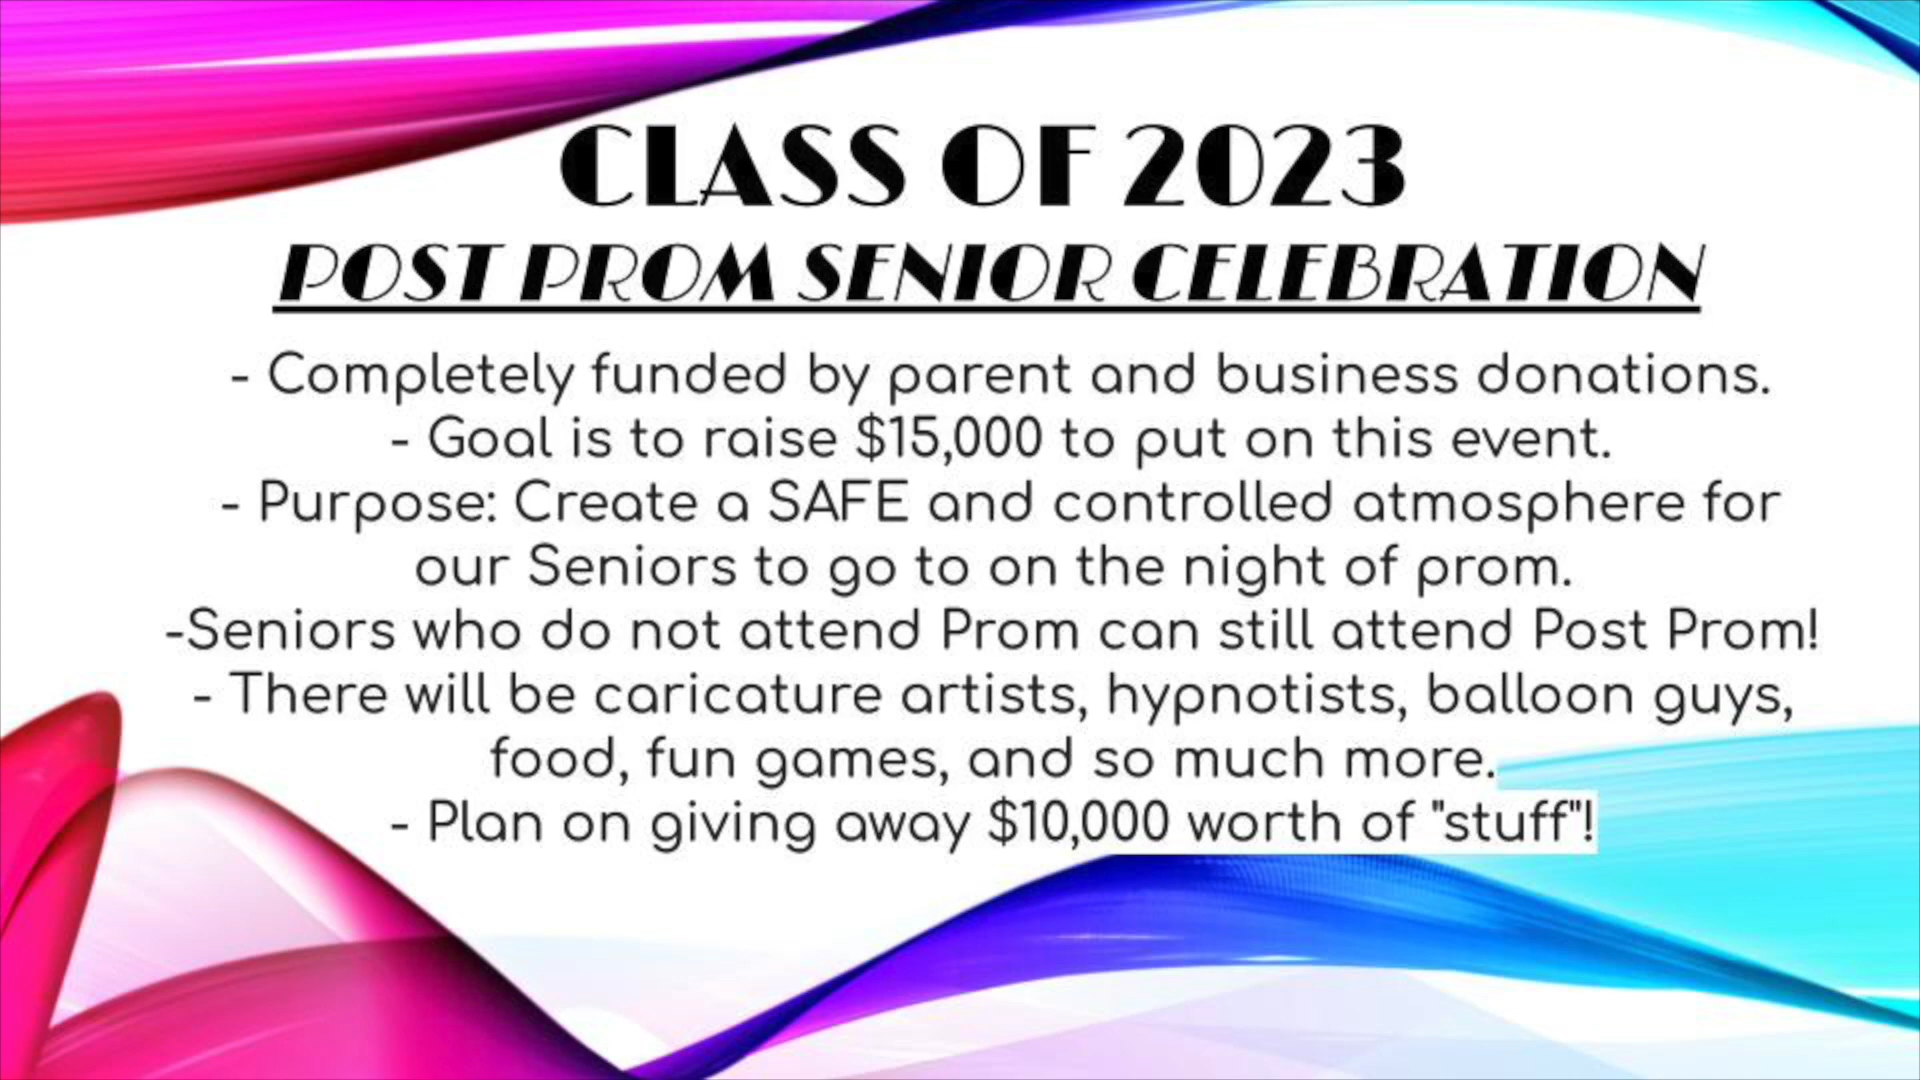 CLASS OF 2023
POST PROM SENIOR CELEBRATION
- Completely funded by parent and business donations.
- Goal is to raise $15,000 to put on this event.
- Purpose: Create a SAFE and controlled atmosphere for
our Seniors to go to on the night of prom.
-Seniors who do not attend Prom can still attend Post Prom!
- There will be caricature artists, hypnotists, balloon guys,
food, fun games, and so much more.
- Plan on giving away $10,000 worth of "stuff"!